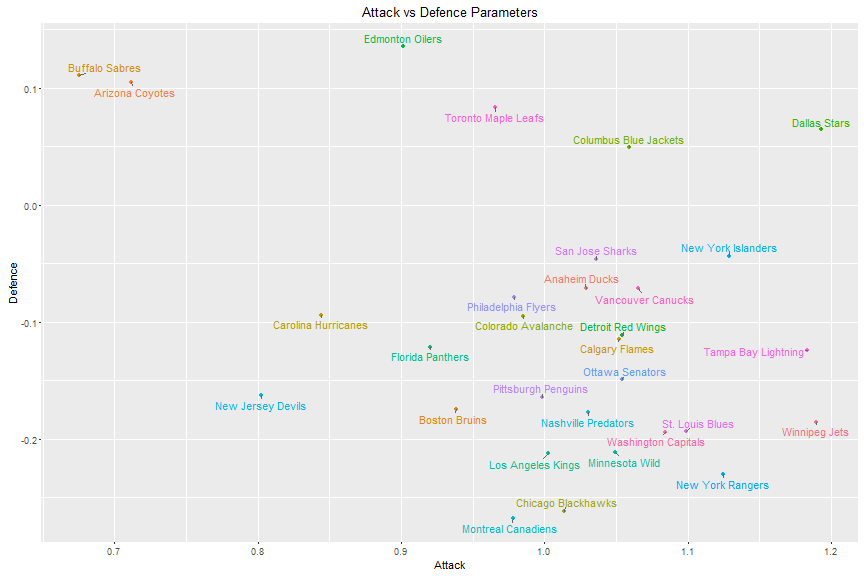 Attack vs Defence Parameters
Edmonton Oilers
Buffalo Sabres
0.1
Arizona Coyotes
Toronto Maple Leafs
Dallas Stars
Columbus Blue Jackets
0.0
New York Islanders
San Jose Sharks
Defence
Anaheim Ducks
Vancouver Canucks
Philadelphia Flyers
-0.1
Carolina Hurricanes
Colorado Avalanche
Detroit Red Wings
Calgary Flames
Tampa Bay Lightning
Florida Panthers
Ottawa Senators
Pittsburgh Penguins
New Jersey Devils
Boston Bruins
Nashville Predators
St. Louis Blues
Winnipeg Jets
-0.2
Washington Capitals
Los Angeles Kings
Minnesota Wild
New York Rangers
Chicago Blackhawks
Montreal Canadiens
0.7
0.8
0.9
1.0
1.1
1.2
Attack